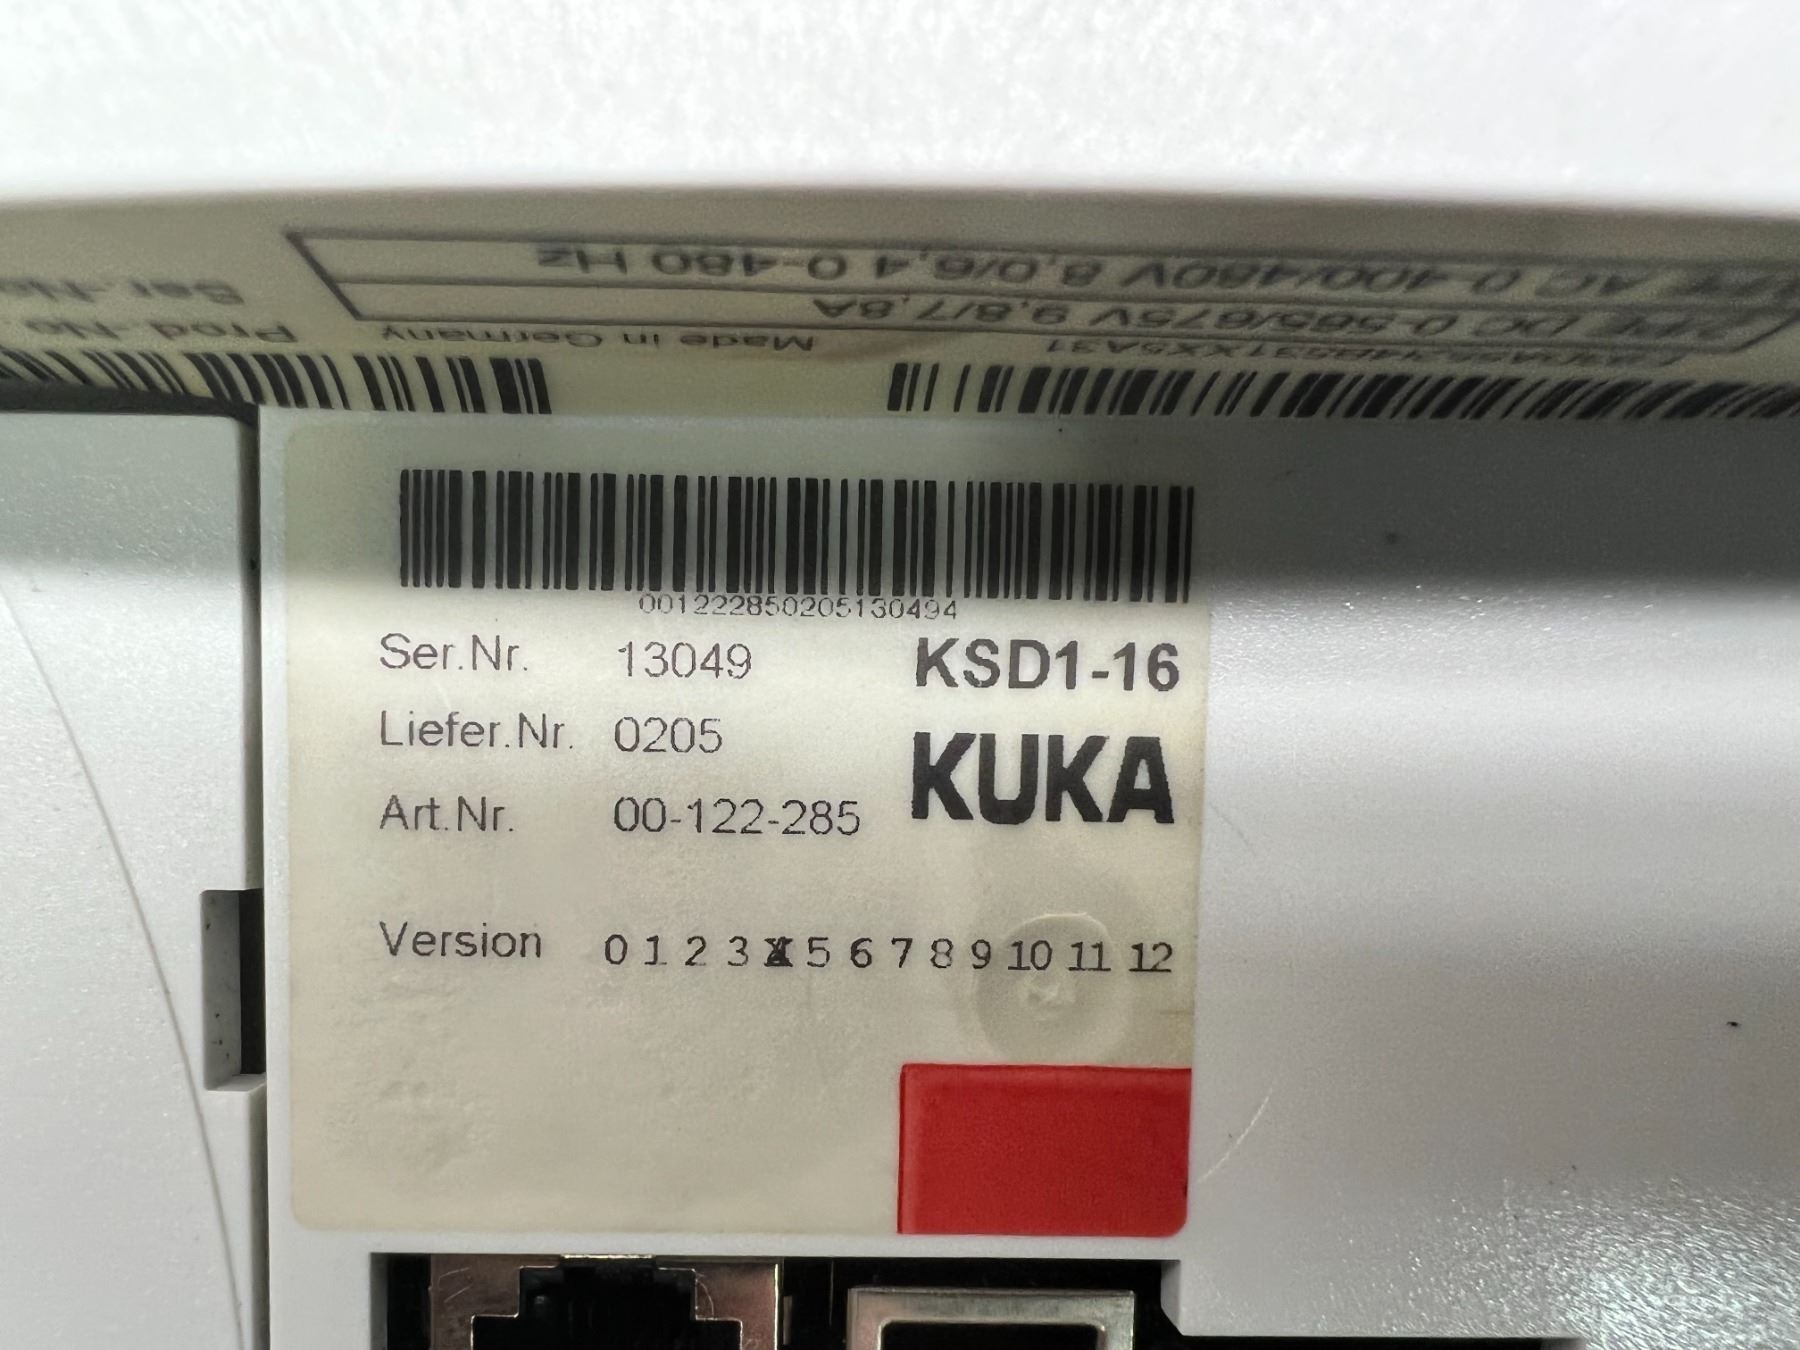 Made in Germany
Prod.-No
Ser.-No
DC 0-565/675V 9,8/7,8A
AC 0-400/480V 8,0/6,4 0-480 Hz
001222850205130494
Ser.Nr. 13049 KSD1-16
Liefer.Nr. 0205
KUKA
Art.Nr. 00-122-285
Version 0 1 2 3 4 5 6 7 8 9 10 11 12